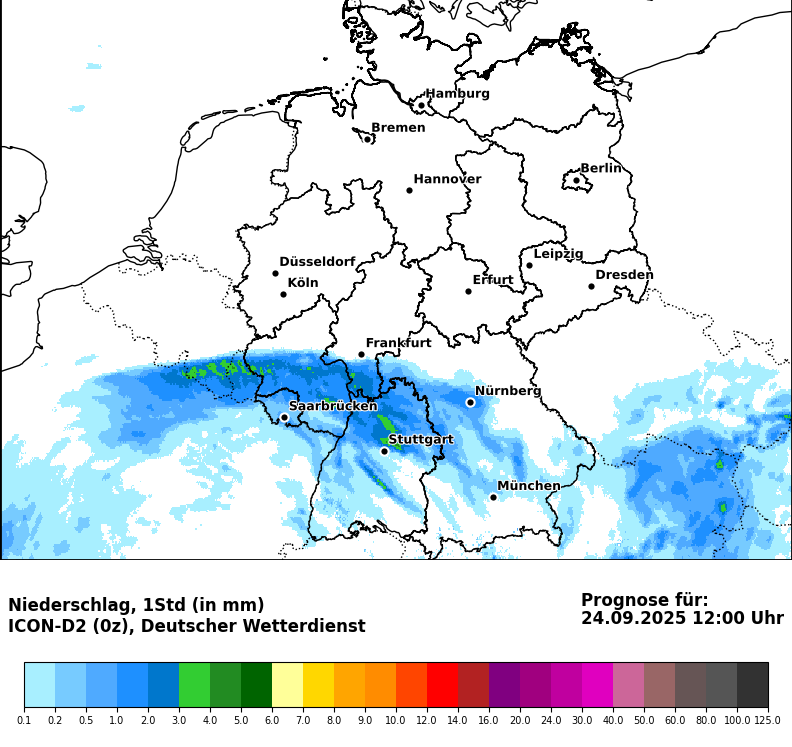 Hamburg
Bremen
Berlin
Hannover
Leipzig
Düsseldorf
Dresden
Köln
Erfurt
Frankfurt
Nürnberg
Saarbrücken
Stuttgart
München
Niederschlag, 1Std (in mm)
ICON-D2 (0z), Deutscher Wetterdienst
Prognose für:
24.09.2025 12:00 Uhr
0.1 0.2 0.5 1.0 2.0 3.0 4.0 5.0 6.0 7.0 8.0 9.0 10.0 12.0 14.0 16.0 20.0 24.0 30.0 40.0 50.0 60.0 80.0 100.0 125.0